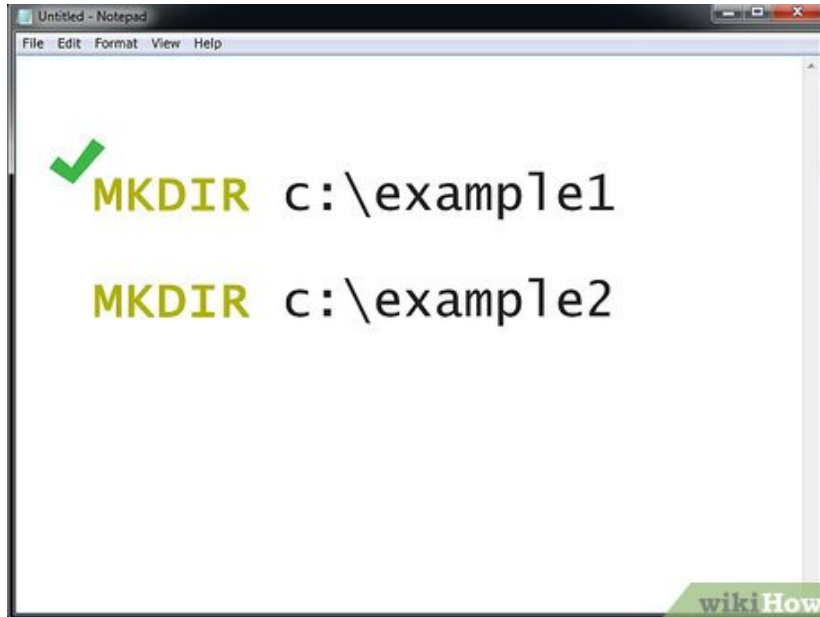 Untitled - Notepad
File Edit Format View Help
MKDIR c:\example1
MKDIR c:\example2
wikiHow